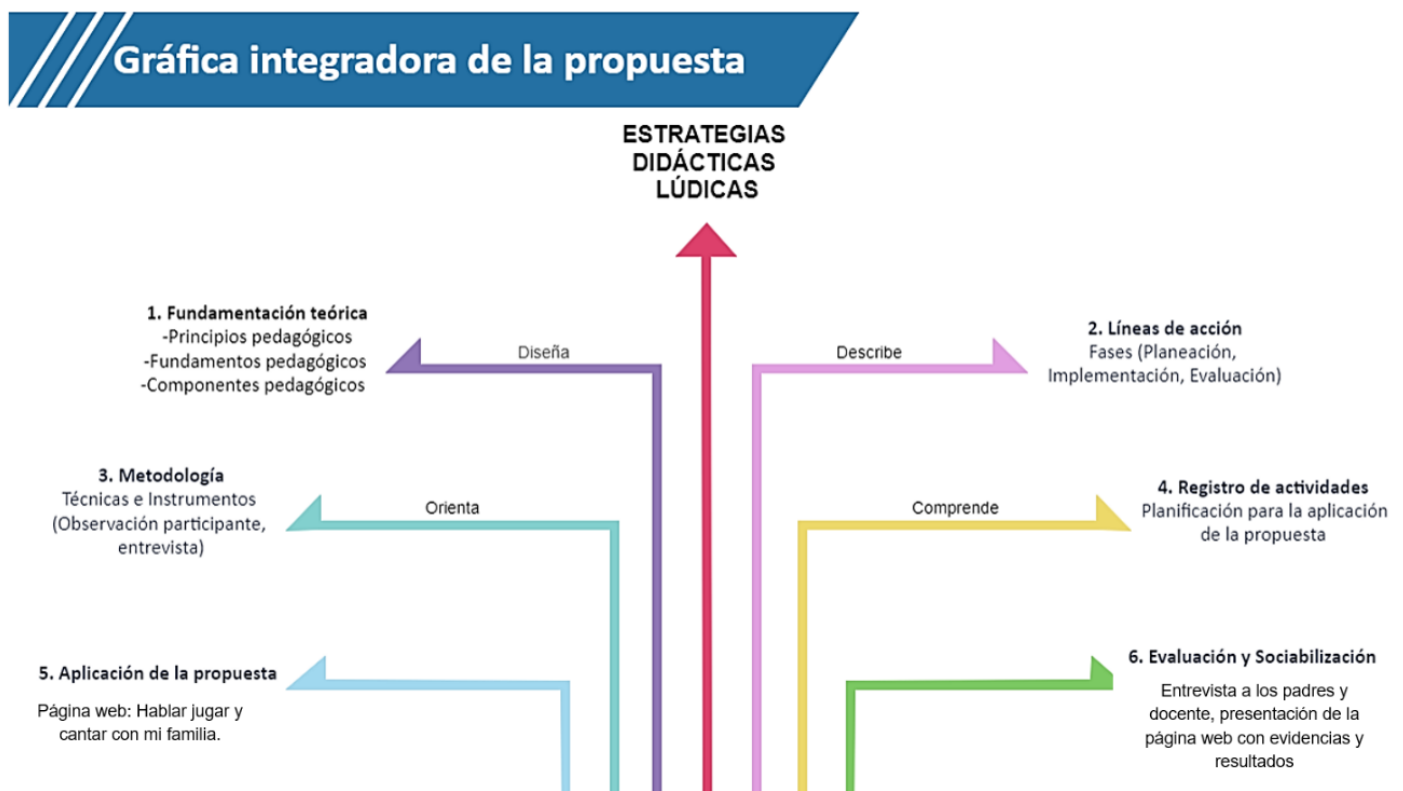 Gráfica integradora de la propuesta
ESTRATEGIAS
DIDÁCTICAS
LÚDICAS
1. Fundamentación teórica
-Principios pedagógicos
-Fundamentos pedagógicos
-Componentes pedagógicos
Diseña
Describe
2. Líneas de acción
Fases (Planeación,
Implementación, Evaluación)
3. Metodología
Técnicas e Instrumentos
(Observación participante,
entrevista)
Orienta
Comprende
4. Registro de actividades
Planificación para la aplicación
de la propuesta
5. Aplicación de la propuesta
Página web: Hablar jugar y
cantar con mi familia.
6. Evaluación y Sociabilización
Entrevista a los padres y
docente, presentación de la
página web con evidencias y
resultados